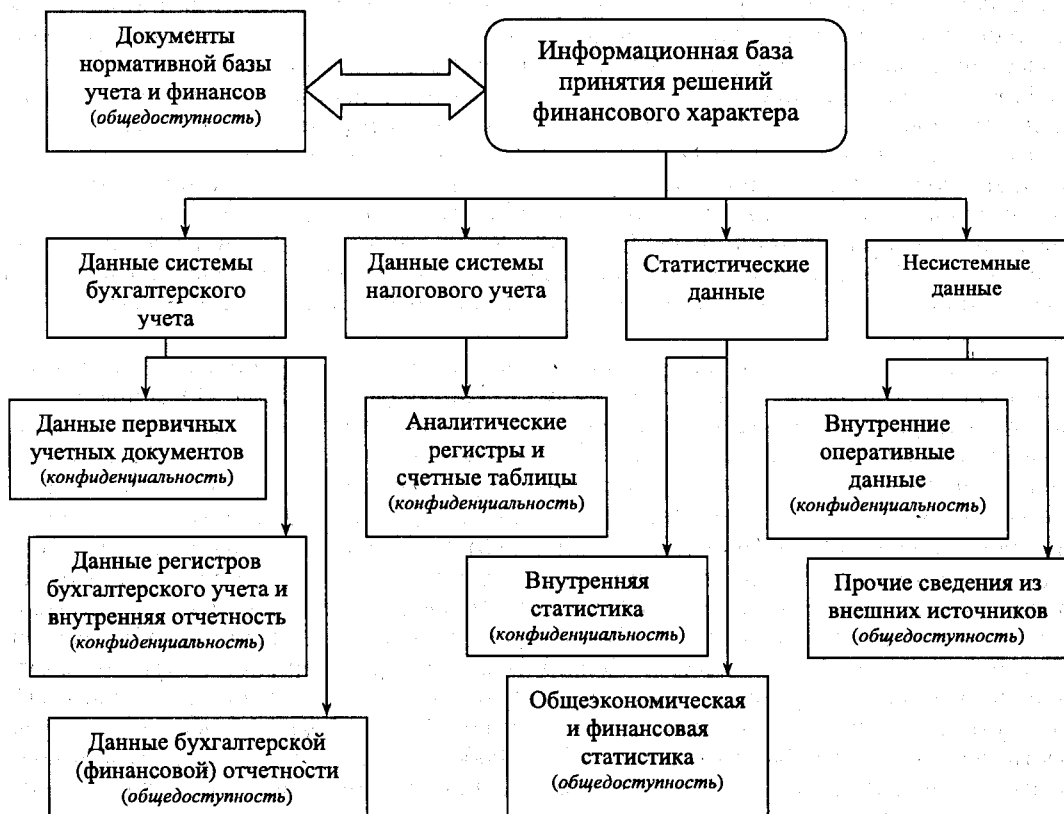 Документы
нормативной базы
учета и финансов
(общедоступность)
Информационная база
принятия решений
финансового характера
Данные системы
бухгалтерского
учета
Данные системы
налогового учета
Статистические
данные
Несистемные
данные
Данные первичных
учетных документов
(конфиденциальность)
Аналитические
регистры и
счетные таблицы
(конфиденциальность)
Внутренние
оперативные
данные
(конфиденциальность)
Данные регистров
бухгалтерского учета и
внутренняя отчетность
(конфиденциальность)
Внутренняя
статистика
(конфиденциальность)
Прочие сведения из
внешних источников
(общедоступность)
Данные бухгалтерской
(финансовой) отчетности
(общедоступность)
Общеэкономическая
и финансовая
статистика
(общедоступность)